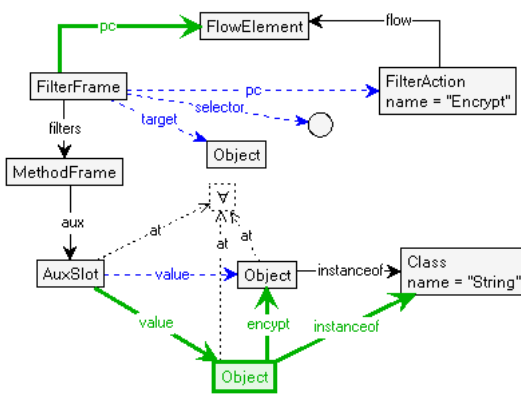 pc
FlowElement
flow
FilterFrame
pc
FilterAction
name = "Encrypt"
selector
target
filters
Object
MethodFrame
∀
aux
at
at
at
AuxSlot
value
Object
instanceof
Class
name = "String"
value
encrypt
instanceof
Object